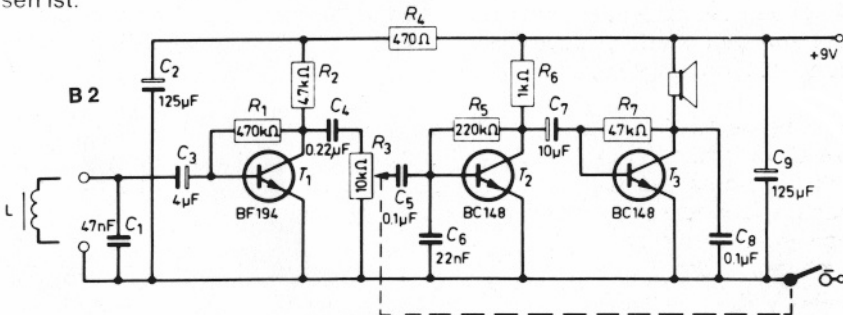 sen ist.
R4
470Ω
+9V
C2
125µF
B 2
R2
47kΩ
R1
470kΩ
C4
0.22µF
R3
10kΩ
C3
4µF
T1
BF194
L
47nF
C1
R6
1kΩ
R5
220kΩ
C7
10µF
R7
47kΩ
C5
0.1µF
T2
BC148
T3
BC148
C6
22nF
C8
0.1µF
C9
125µF